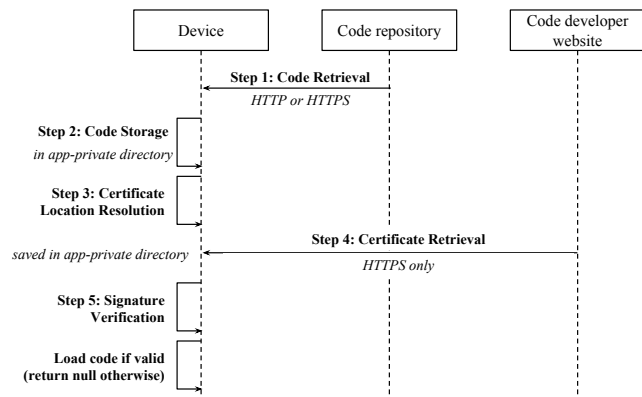 Device
Code repository
Code developer
website
Step 1: Code Retrieval
HTTP or HTTPS
Step 2: Code Storage
in app-private directory
Step 3: Certificate
Location Resolution
Step 4: Certificate Retrieval
saved in app-private directory
HTTPS only
Step 5: Signature
Verification
Load code if valid
(return null otherwise)